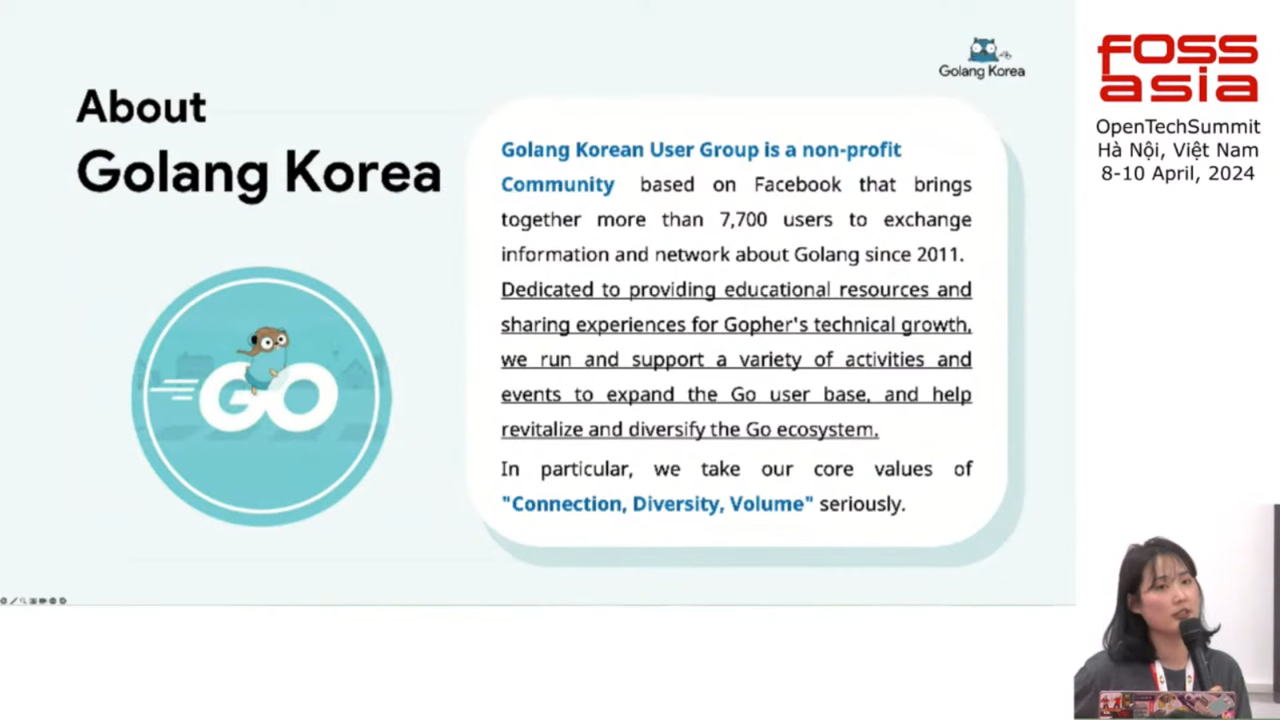 About
Golang Korea
GO
Golang Korea
Golang Korean User Group is a non-profit
Community based on Facebook that brings
together more than 7,700 users to exchange
information and network about Golang since 2011.
Dedicated to providing educational resources and
sharing experiences for Gopher's technical growth,
we run and support a variety of activities and
events to expand the Go user base, and help
revitalize and diversify the Go ecosystem.
In particular, we take our core values of
"Connection, Diversity, Volume" seriously.
FOSS
asia
OpenTechSummit
Hà Nội, Việt Nam
8-10 April, 2024